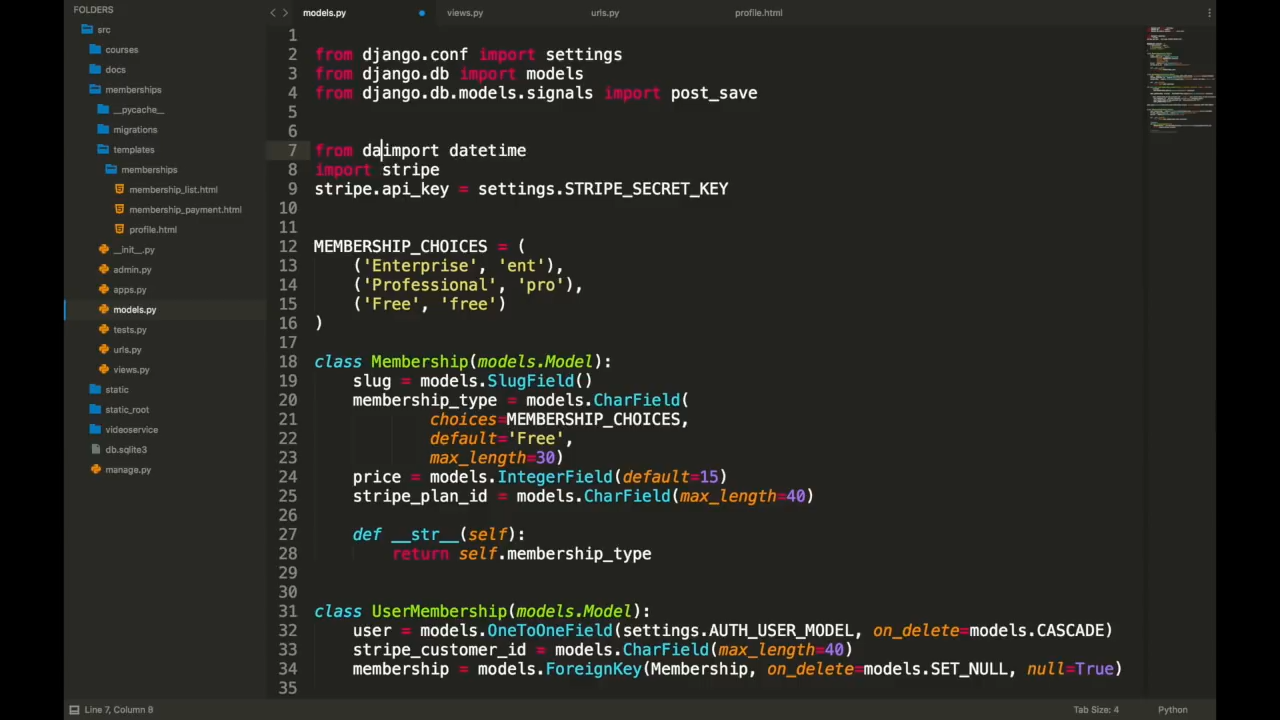 FOLDERS
src
courses
docs
memberships
__pycache__
migrations
templates
memberships
membership_list.html
membership_payment.html
profile.html
__init__.py
admin.py
apps.py
models.py
tests.py
urls.py
views.py
static
static_root
videoservice
db.sqlite3
manage.py
models.py views.py urls.py profile.html
1
2 from django.conf import settings
3 from django.db import models
4 from django.db.models.signals import post_save
5
6
7 from daimport datetime
8 import stripe
9 stripe.api_key = settings.STRIPE_SECRET_KEY
10
11
12 MEMBERSHIP_CHOICES = (
13     ('Enterprise', 'ent'),
14     ('Professional', 'pro'),
15     ('Free', 'free')
16 )
17
18 class Membership(models.Model):
19     slug = models.SlugField()
20     membership_type = models.CharField(
21             choices=MEMBERSHIP_CHOICES,
22             default='Free',
23             max_length=30)
24     price = models.IntegerField(default=15)
25     stripe_plan_id = models.CharField(max_length=40)
26
27     def __str__(self):
28         return self.membership_type
29
30
31 class UserMembership(models.Model):
32     user = models.OneToOneField(settings.AUTH_USER_MODEL, on_delete=models.CASCADE)
33     stripe_customer_id = models.CharField(max_length=40)
34     membership = models.ForeignKey(Membership, on_delete=models.SET_NULL, null=True)
35
Line 7, Column 8 Tab Size: 4 Python